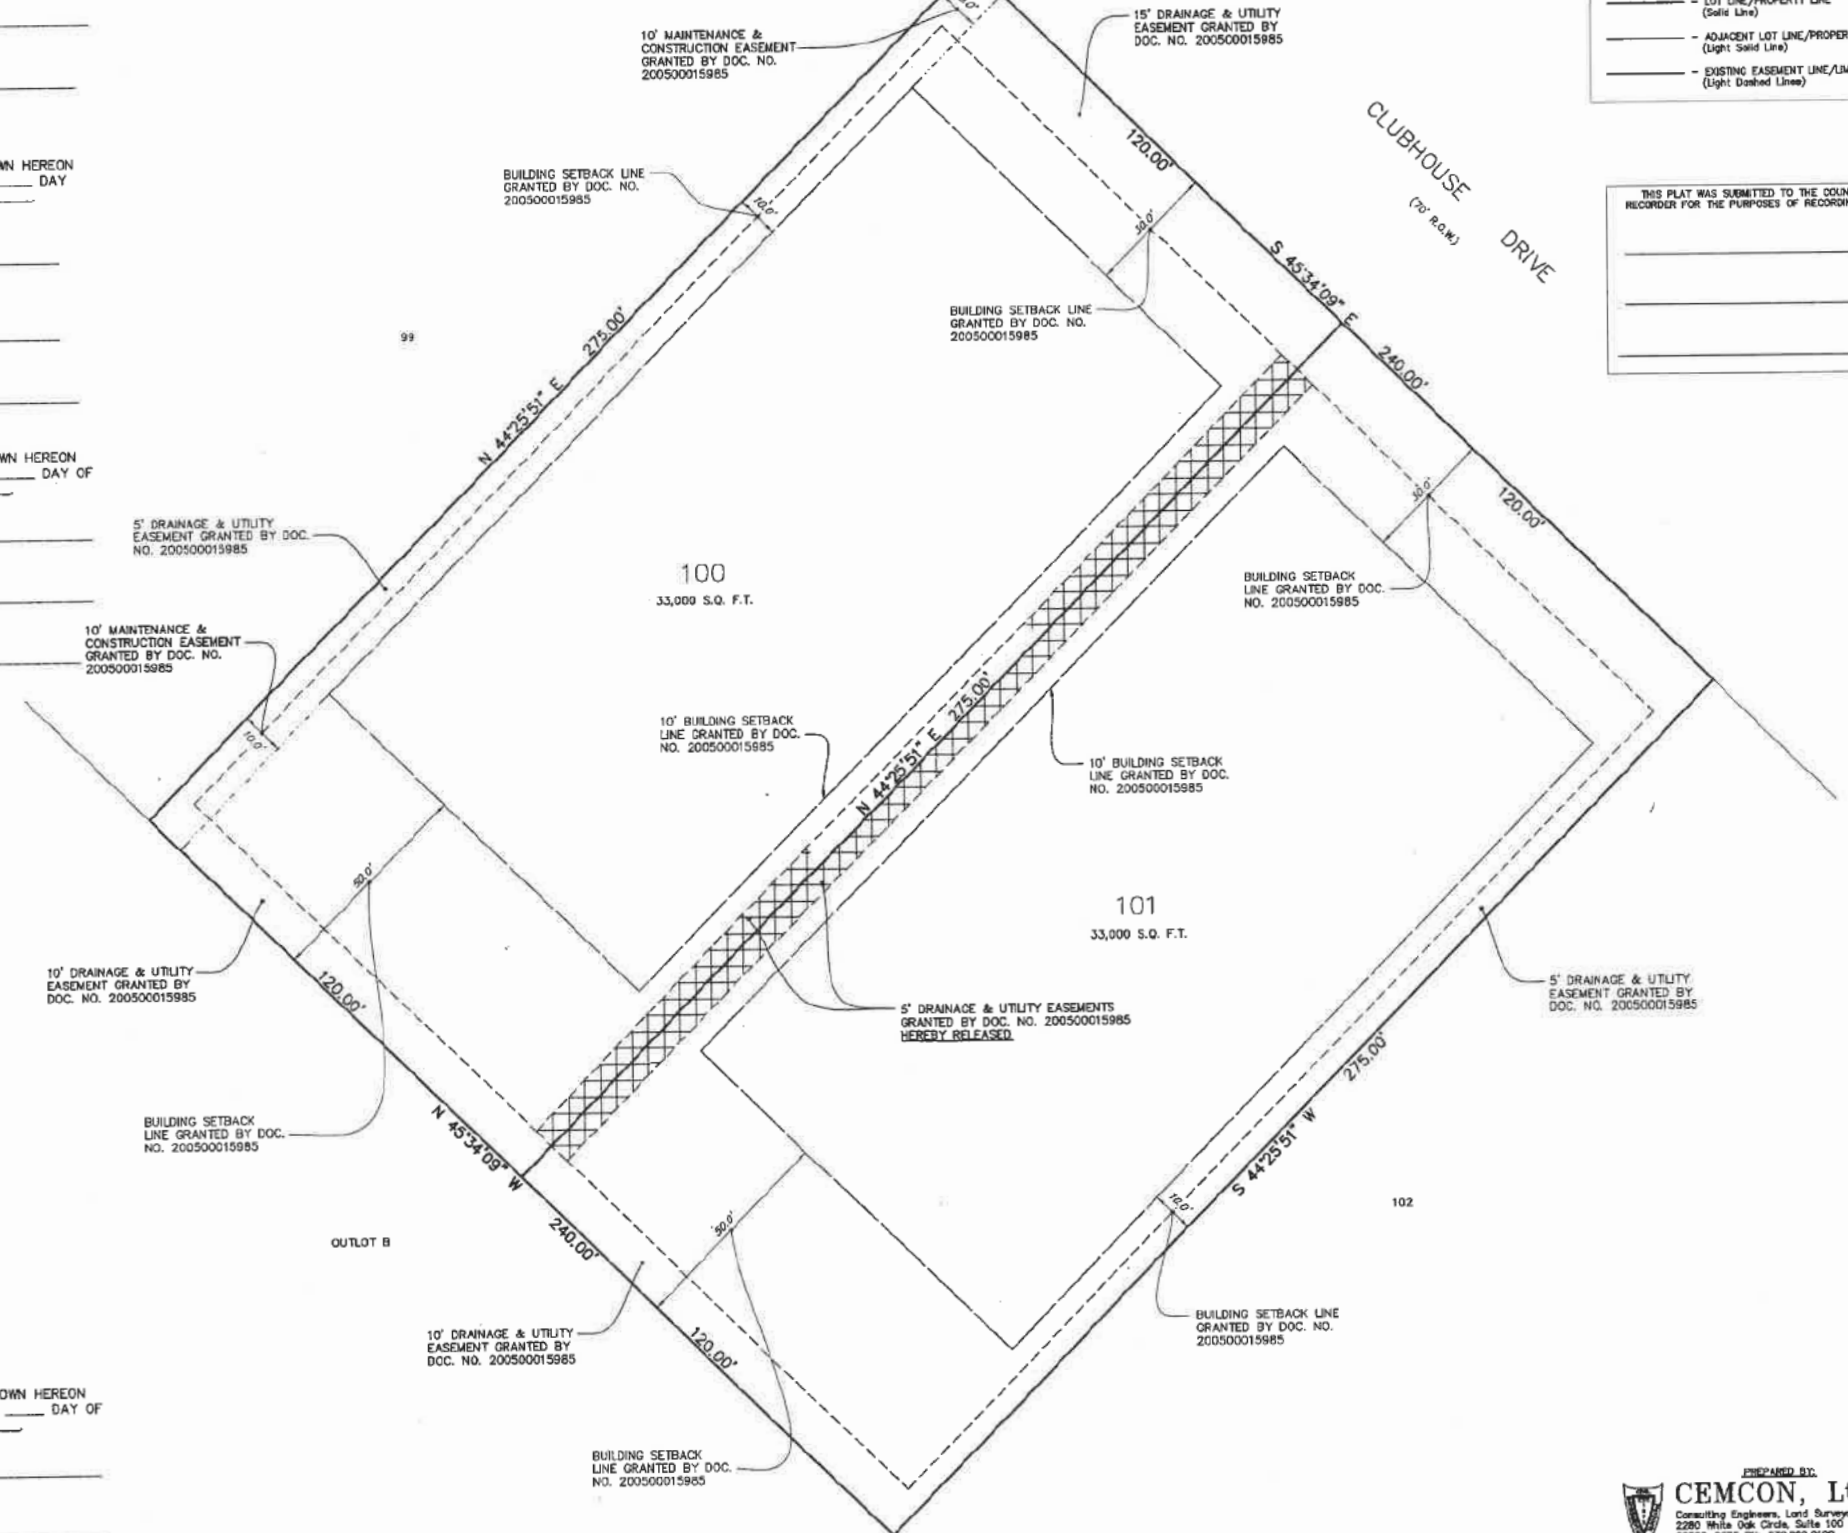 10' MAINTENANCE &
CONSTRUCTION EASEMENT
GRANTED BY DOC. NO.
200500015985
15' DRAINAGE & UTILITY
EASEMENT GRANTED BY
DOC. NO. 200500015985
LOT LINE/PROPERTY LINE
(Solid Line)
- ADJACENT LOT LINE/PROPER
(Light Solid Line)
- EXISTING EASEMENT LINE/LIM
(Light Dashed Lines)
CLUBHOUSE
(70' R.O.W.)
DRIVE
120.00'
WN HEREON
DAY
BUILDING SETBACK LINE
GRANTED BY DOC. NO.
200500015985
10.0'
THIS PLAT WAS SUBMITTED TO THE COUN
RECORDER FOR THE PURPOSES OF RECORDIN
30.0'
S 45°34'09" E
BUILDING SETBACK LINE
GRANTED BY DOC. NO.
200500015985
99
N 44°25'51" E
275.00'
240.00'
WN HEREON
DAY OF
30.0'
120.00'
5' DRAINAGE & UTILITY
EASEMENT GRANTED BY DOC.
NO. 200500015985
100
33,000 S.Q. F.T.
BUILDING SETBACK
LINE GRANTED BY DOC.
NO. 200500015985
10' MAINTENANCE &
CONSTRUCTION EASEMENT
GRANTED BY DOC. NO.
200500015985
10.0'
10' BUILDING SETBACK
LINE GRANTED BY DOC.
NO. 200500015985
N 44°25'51" E 275.00'
10' BUILDING SETBACK
LINE GRANTED BY DOC.
NO. 200500015985
50.0'
101
33,000 S.Q. F.T.
10' DRAINAGE & UTILITY
EASEMENT GRANTED BY
DOC. NO. 200500015985
120.00'
5' DRAINAGE & UTILITY EASEMENTS
GRANTED BY DOC. NO. 200500015985
HEREBY RELEASED
5' DRAINAGE & UTILITY
EASEMENT GRANTED BY
DOC. NO. 200500015985
275.00'
S 44°25'51" W
BUILDING SETBACK
LINE GRANTED BY DOC.
NO. 200500015985
N 45°34'09" W
10.0'
102
OUTLOT B
240.00'
50.0'
BUILDING SETBACK LINE
GRANTED BY DOC. NO.
200500015985
10' DRAINAGE & UTILITY
EASEMENT GRANTED BY
DOC. NO. 200500015985
120.00'
OWN HEREON
DAY OF
BUILDING SETBACK
LINE GRANTED BY DOC.
NO. 200500015985
PREPARED BY:
CEMCON, Lt
Consulting Engineers, Land Surve
2280 White Oak Circle, Suite 100